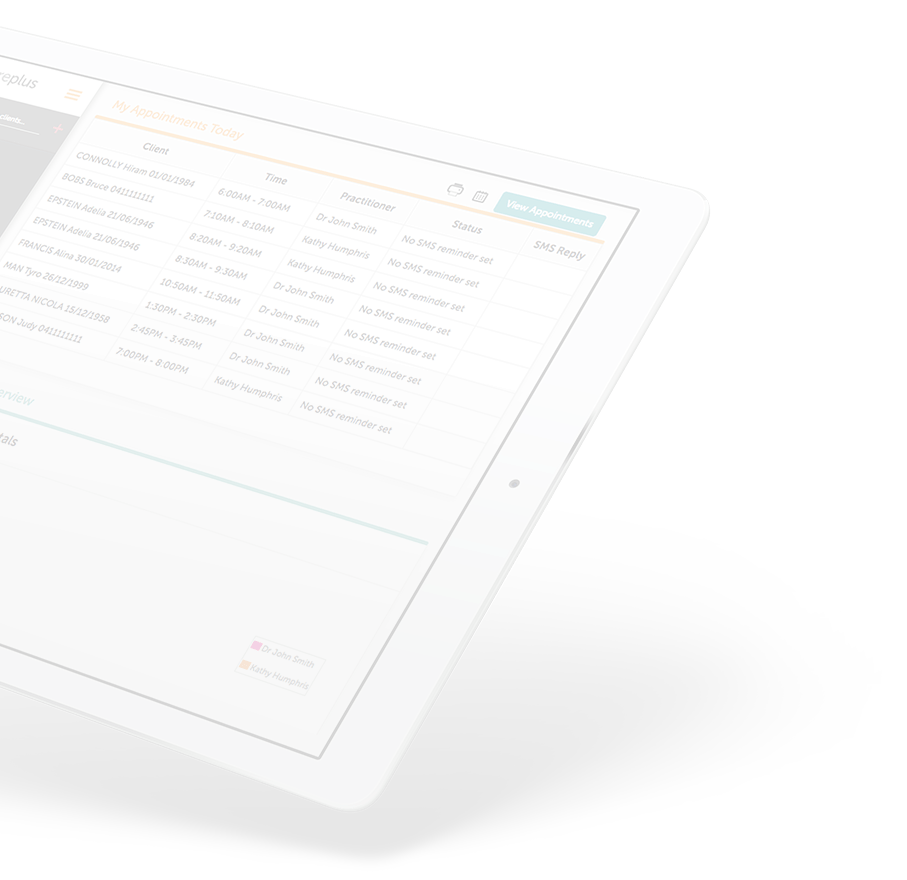 replus
clients...
My Appointments Today
View Appointments
Client Time Practitioner Status SMS Reply
CONNOLLY Hiram 01/01/1984 6:00AM - 7:00AM Dr John Smith No SMS reminder set
BOBS Bruce 0411111111 7:10AM - 8:10AM Kathy Humphris No SMS reminder set
EPSTEIN Adelia 21/06/1946 8:20AM - 9:20AM Kathy Humphris No SMS reminder set
EPSTEIN Adelia 21/06/1946 8:30AM - 9:30AM Dr John Smith No SMS reminder set
FRANCIS Alina 30/01/2014 10:50AM - 11:50AM Dr John Smith No SMS reminder set
MAN Tyro 26/12/1999 1:30PM - 2:30PM Dr John Smith No SMS reminder set
URETTA NICOLA 15/12/1958 2:45PM - 3:45PM Dr John Smith No SMS reminder set
SON Judy 0411111111 7:00PM - 8:00PM Kathy Humphris No SMS reminder set
erview
tals
Dr John Smith
Kathy Humphris